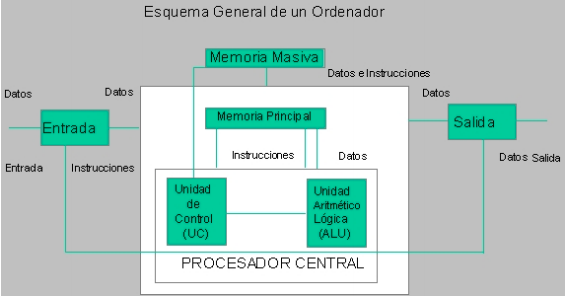 Esquema General de un Ordenador
Memoria Masiva
Datos e Instrucciones
Datos
Datos
Datos
Entrada
Memoria Principal
Salida
Instrucciones
Datos
Datos Salida
Entrada
Instrucciones
Unidad
de
Control
(UC)
Unidad
Aritmético
Lógica
(ALU)
PROCESADOR CENTRAL